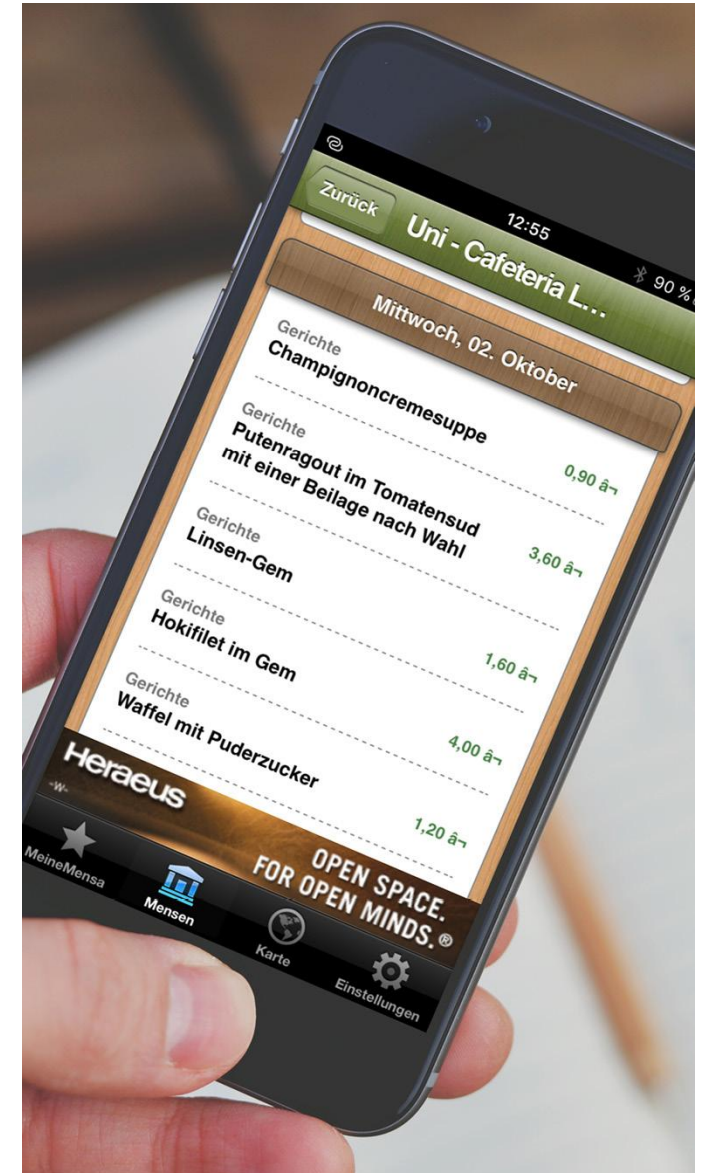 12:55
90 %
Zurück
Uni - Cafeteria L...
Mittwoch, 02. Oktober
Gerichte
Champignoncremesuppe
0,90 â¬
Gerichte
Putenragout im Tomatensud
mit einer Beilage nach Wahl
3,60 â¬
Gerichte
Linsen-Gem
1,60 â¬
Gerichte
Hokifilet im Gem
4,00 â¬
Gerichte
Waffel mit Puderzucker
1,20 â¬
Heraeus
-W-
OPEN SPACE.
FOR OPEN MINDS.®
MeineMensa
Mensen
Karte
Einstellungen